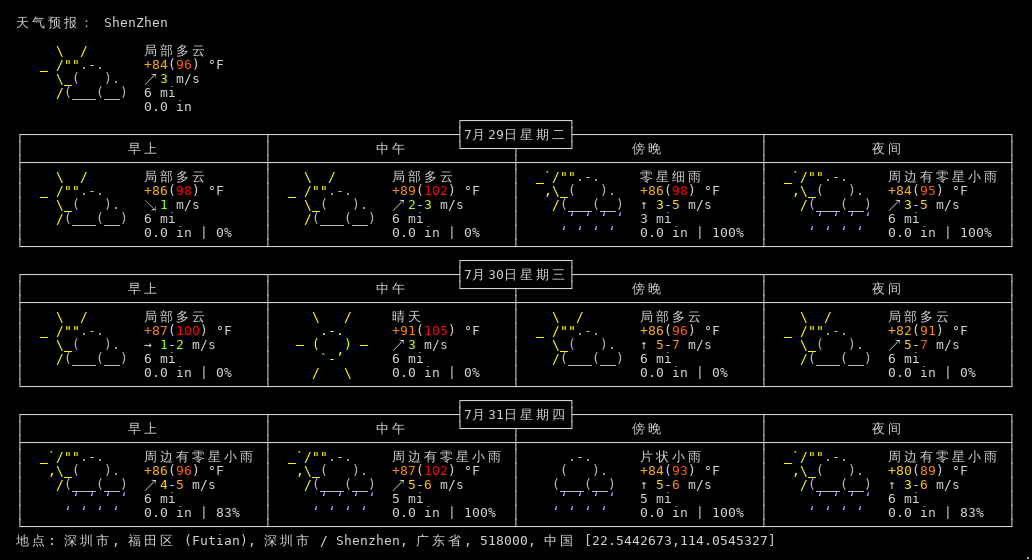 天气预报： ShenZhen
局部多云
+84(96) °F
↗3 m/s
6 mi
0.0 in
7月29日星期二
早上 中午 傍晚 夜间
局部多云 局部多云 零星细雨 周边有零星小雨
+86(98) °F +89(102) °F +86(98) °F +84(95) °F
↘1 m/s ↗2-3 m/s ↑ 3-5 m/s ↗3-5 m/s
6 mi 6 mi 3 mi 6 mi
0.0 in | 0% 0.0 in | 0% 0.0 in | 100% 0.0 in | 100%
7月30日星期三
早上 中午 傍晚 夜间
局部多云 晴天 局部多云 局部多云
+87(100) °F +91(105) °F +86(96) °F +82(91) °F
→ 1-2 m/s ↗3 m/s ↑ 5-7 m/s ↗5-7 m/s
6 mi 6 mi 6 mi 6 mi
0.0 in | 0% 0.0 in | 0% 0.0 in | 0% 0.0 in | 0%
7月31日星期四
早上 中午 傍晚 夜间
周边有零星小雨 周边有零星小雨 片状小雨 周边有零星小雨
+86(96) °F +87(102) °F +84(93) °F +80(89) °F
↗4-5 m/s ↗5-6 m/s ↑ 5-6 m/s ↑ 3-6 m/s
6 mi 5 mi 5 mi 6 mi
0.0 in | 83% 0.0 in | 100% 0.0 in | 100% 0.0 in | 83%
地点: 深圳市, 福田区 (Futian), 深圳市 / Shenzhen, 广东省, 518000, 中国 [22.5442673,114.0545327]